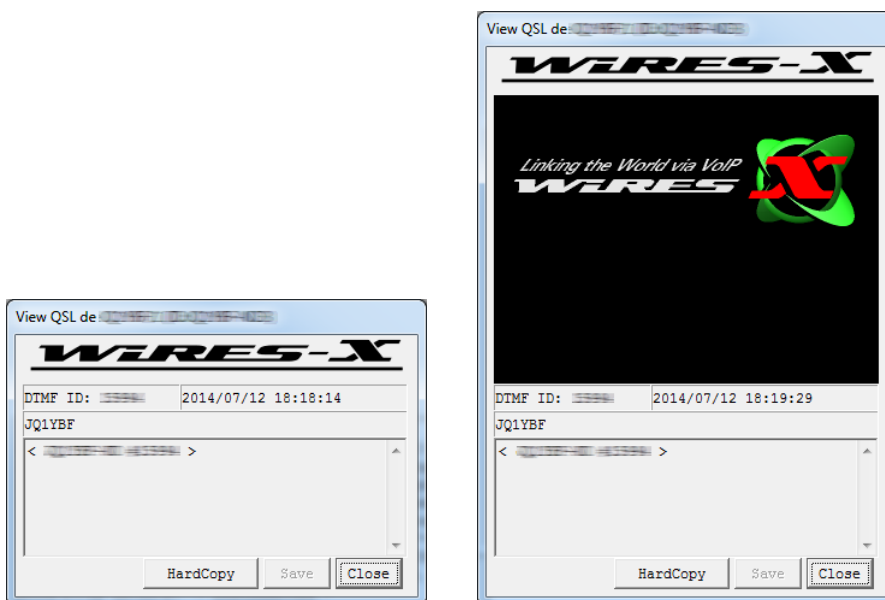 View QSL de
WIRES-X
DTMF ID:
2014/07/12 18:18:14
JQ1YBF
< >
HardCopy
Save
Close
View QSL de:
WIRES-X
Linking the World via VoIP
WIRES X
DTMF ID:
2014/07/12 18:19:29
JQ1YBF
< >
HardCopy
Save
Close